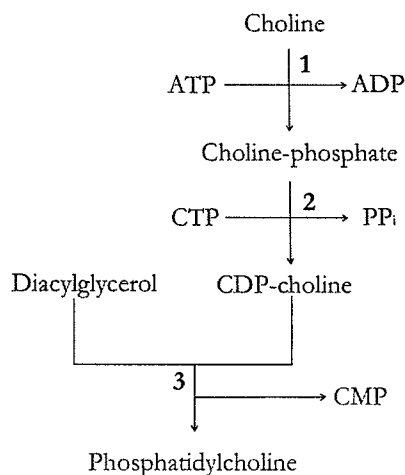 Choline
1
ATP ADP
Choline-phosphate
2
CTP PPi
Diacylglycerol CDP-choline
3
CMP
Phosphatidylcholine